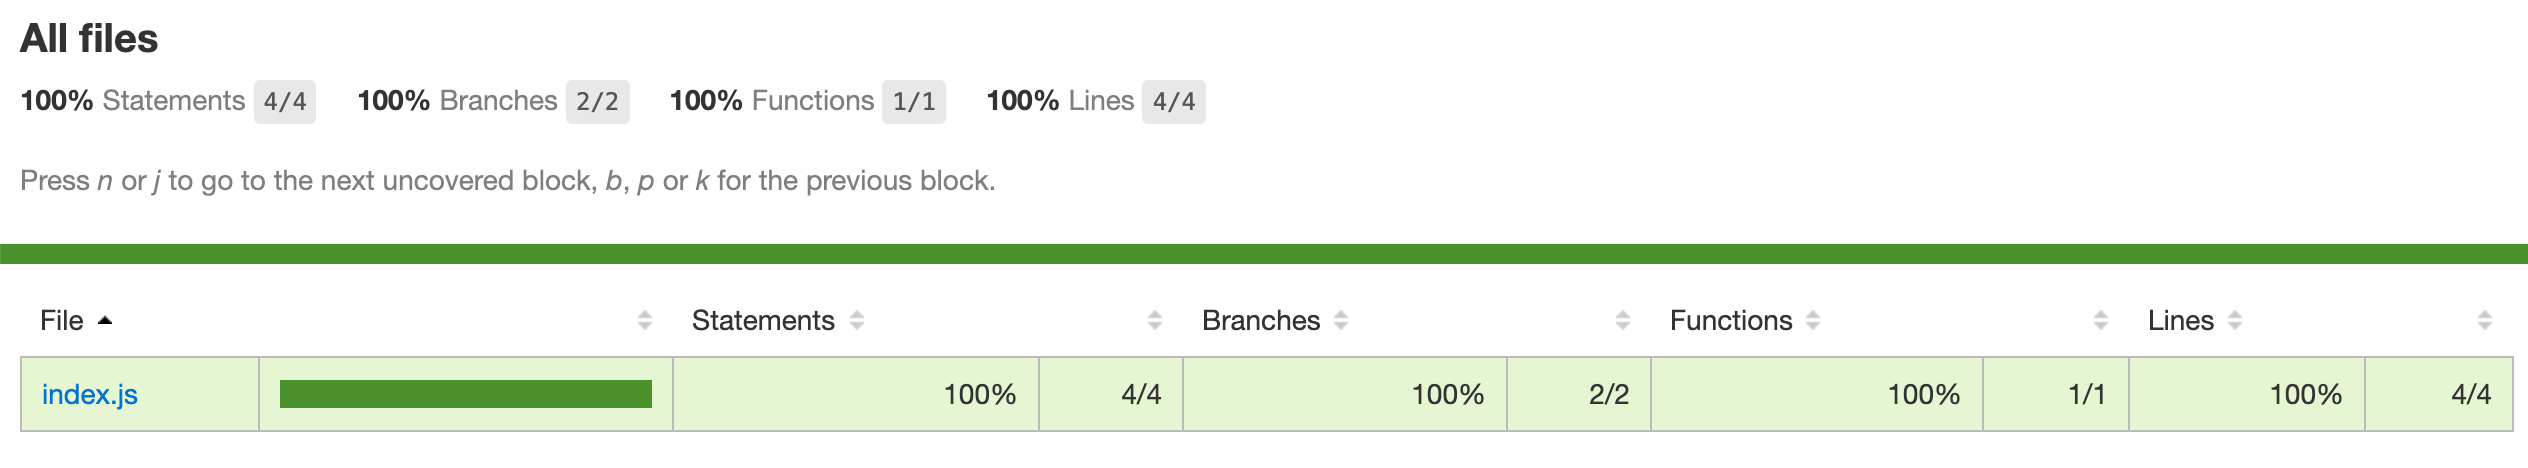 All files
100% Statements 4/4 100% Branches 2/2 100% Functions 1/1 100% Lines 4/4
Press n or j to go to the next uncovered block, b, p or k for the previous block.
File Statements Branches Functions Lines
index.js 100% 4/4 100% 2/2 100% 1/1 100% 4/4